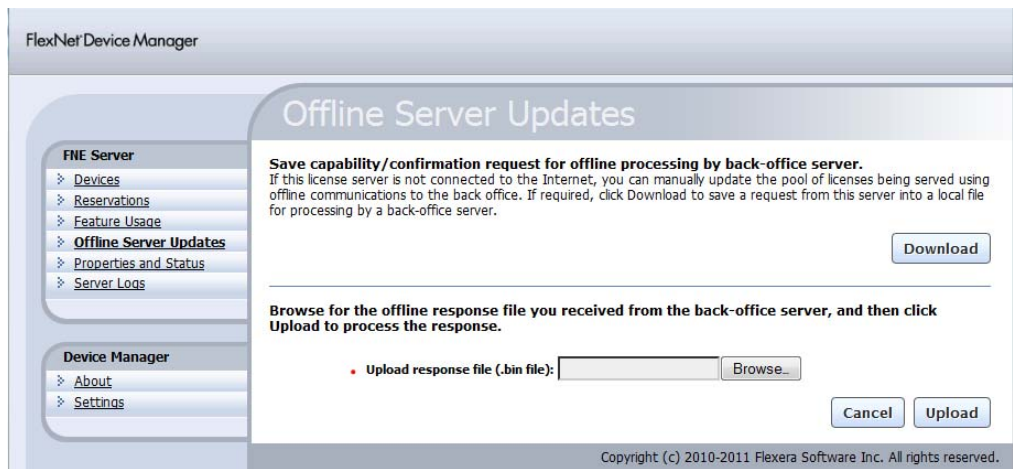 FlexNet Device Manager
Offline Server Updates
FNE Server
Devices
Reservations
Feature Usage
Offline Server Updates
Properties and Status
Server Logs
Device Manager
About
Settings
Save capability/confirmation request for offline processing by back-office server.
If this license server is not connected to the Internet, you can manually update the pool of licenses being served using
offline communications to the back office. If required, click Download to save a request from this server into a local file
for processing by a back-office server.
Download
Browse for the offline response file you received from the back-office server, and then click
Upload to process the response.
• Upload response file (.bin file):
Browse...
Cancel
Upload
Copyright (c) 2010-2011 Flexera Software Inc. All rights reserved.